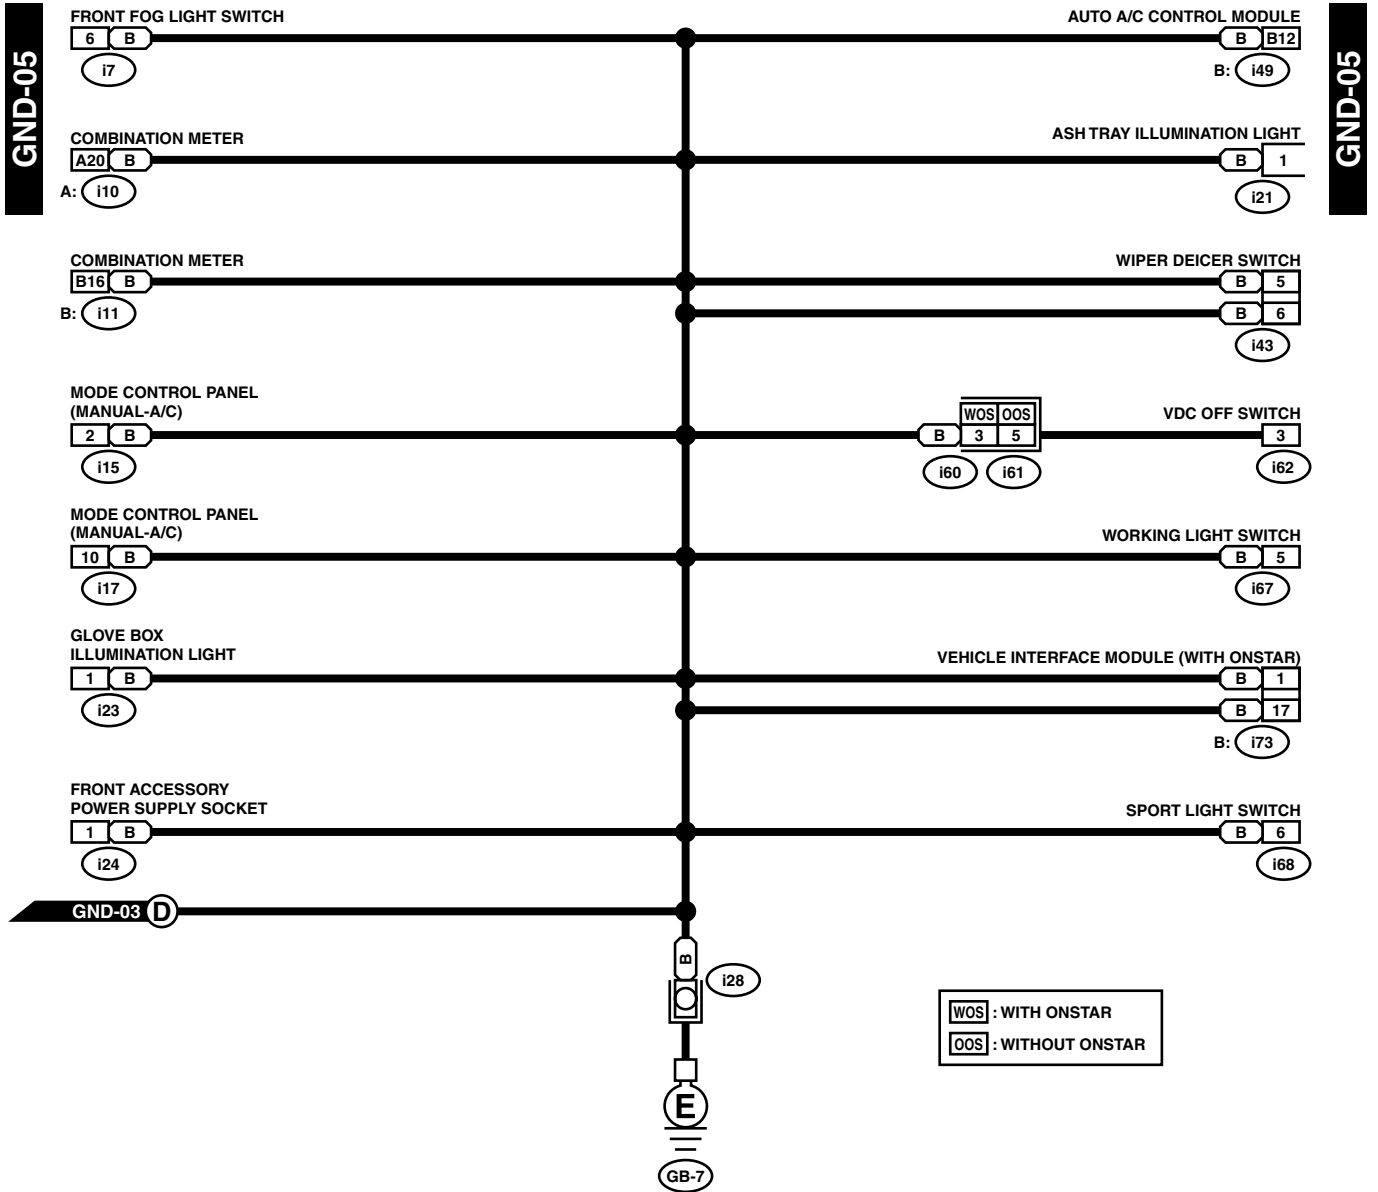 GND-05
FRONT FOG LIGHT SWITCH
6 B
i7
COMBINATION METER
A20 B
A: i10
COMBINATION METER
B16 B
B: i11
MODE CONTROL PANEL
(MANUAL-A/C)
2 B
i15
MODE CONTROL PANEL
(MANUAL-A/C)
10 B
i17
GLOVE BOX
ILLUMINATION LIGHT
1 B
i23
FRONT ACCESSORY
POWER SUPPLY SOCKET
1 B
i24
GND-03 D
AUTO A/C CONTROL MODULE
B B12
B: i49
ASH TRAY ILLUMINATION LIGHT
B 1
i21
WIPER DEICER SWITCH
B 5
B 6
i43
WOS OOS
B 3 5
i60 i61
VDC OFF SWITCH
3
i62
WORKING LIGHT SWITCH
B 5
i67
VEHICLE INTERFACE MODULE (WITH ONSTAR)
B 1
B 17
B: i73
SPORT LIGHT SWITCH
B 6
i68
GND-05
B
i28
E
GB-7
WOS : WITH ONSTAR
OOS : WITHOUT ONSTAR